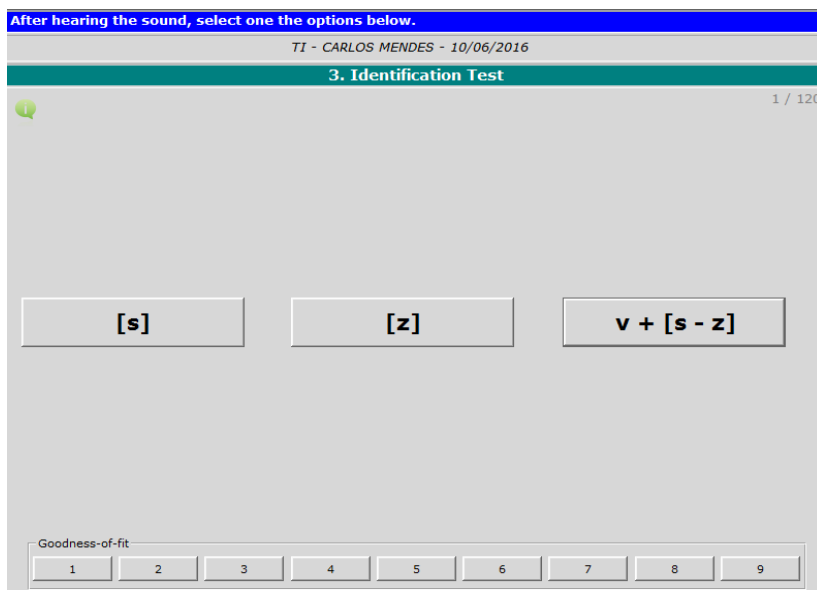 After hearing the sound, select one the options below.
TI - CARLOS MENDES - 10/06/2016
3. Identification Test
1 / 120
[s] [z] v + [s - z]
Goodness-of-fit
1 2 3 4 5 6 7 8 9